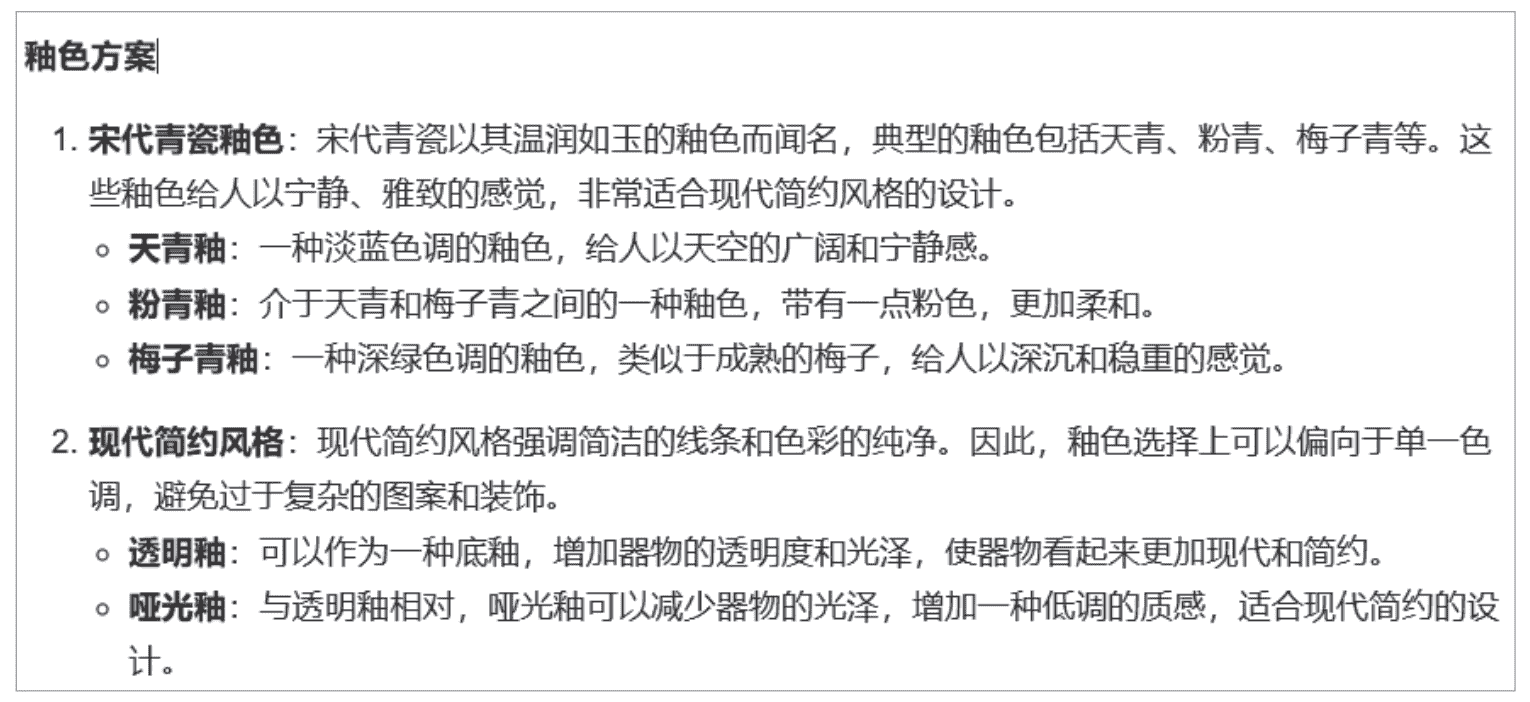 釉色方案
1. 宋代青瓷釉色：宋代青瓷以其温润如玉的釉色而闻名，典型的釉色包括天青、粉青、梅子青等。这
些釉色给人以宁静、雅致的感觉，非常适合现代简约风格的设计。
天青釉：一种淡蓝色调的釉色，给人以天空的广阔和宁静感。
粉青釉：介于天青和梅子青之间的一种釉色，带有一点粉色，更加柔和。
梅子青釉：一种深绿色调的釉色，类似于成熟的梅子，给人以深沉和稳重的感觉。
2. 现代简约风格：现代简约风格强调简洁的线条和色彩的纯净。因此，釉色选择上可以偏向于单一色
调，避免过于复杂的图案和装饰。
透明釉：可以作为一种底釉，增加器物的透明度和光泽，使器物看起来更加现代和简约。
哑光釉：与透明釉相对，哑光釉可以减少器物的光泽，增加一种低调的质感，适合现代简约的设
计。